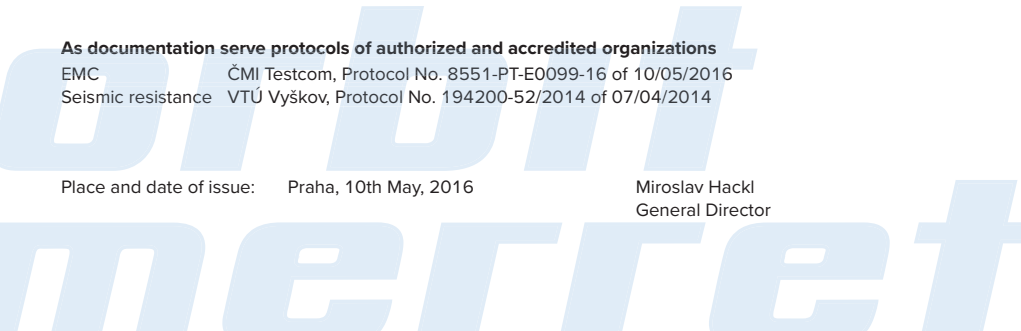 orbit
As documentation serve protocols of authorized and accredited organizations
EMC ČMI Testcom, Protocol No. 8551-PT-E0099-16 of 10/05/2016
Seismic resistance VTÚ Vyškov, Protocol No. 194200-52/2014 of 07/04/2014
Place and date of issue: Praha, 10th May, 2016 Miroslav Hackl
General Director
merret